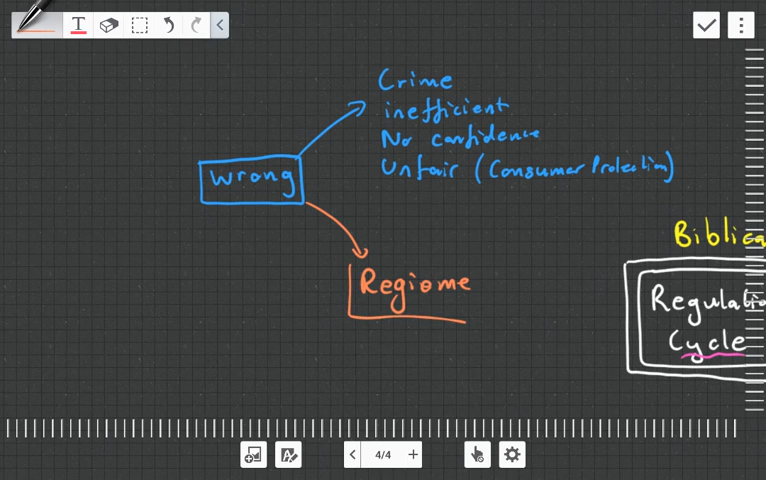 T
Crime
inefficient
No confidence
Unfair (Consumer Protection)
Wrong
Biblica
Regiome
Regulatio
Cycle
4/4